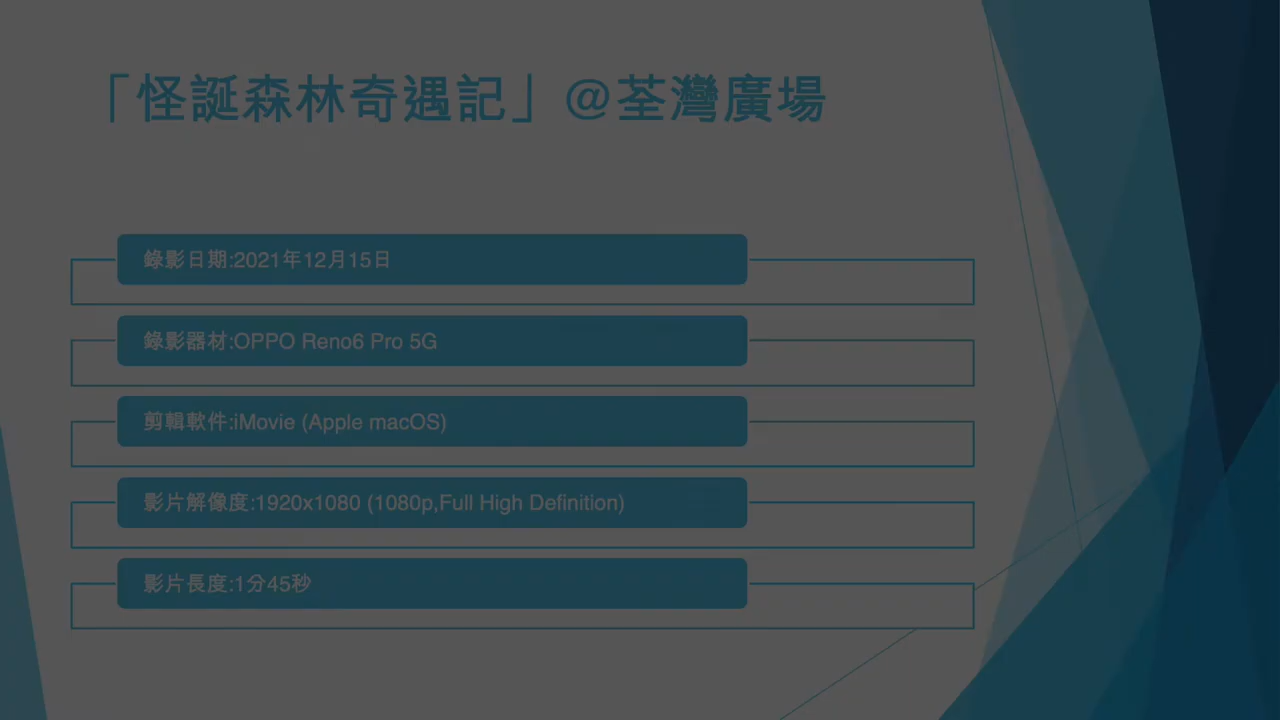 「怪誕森林奇遇記」@荃灣廣場
錄影日期:2021年12月15日
錄影器材:OPPO Reno6 Pro 5G
剪輯軟件:iMovie (Apple macOS)
影片解像度:1920x1080 (1080p,Full High Definition)
影片長度:1分45秒